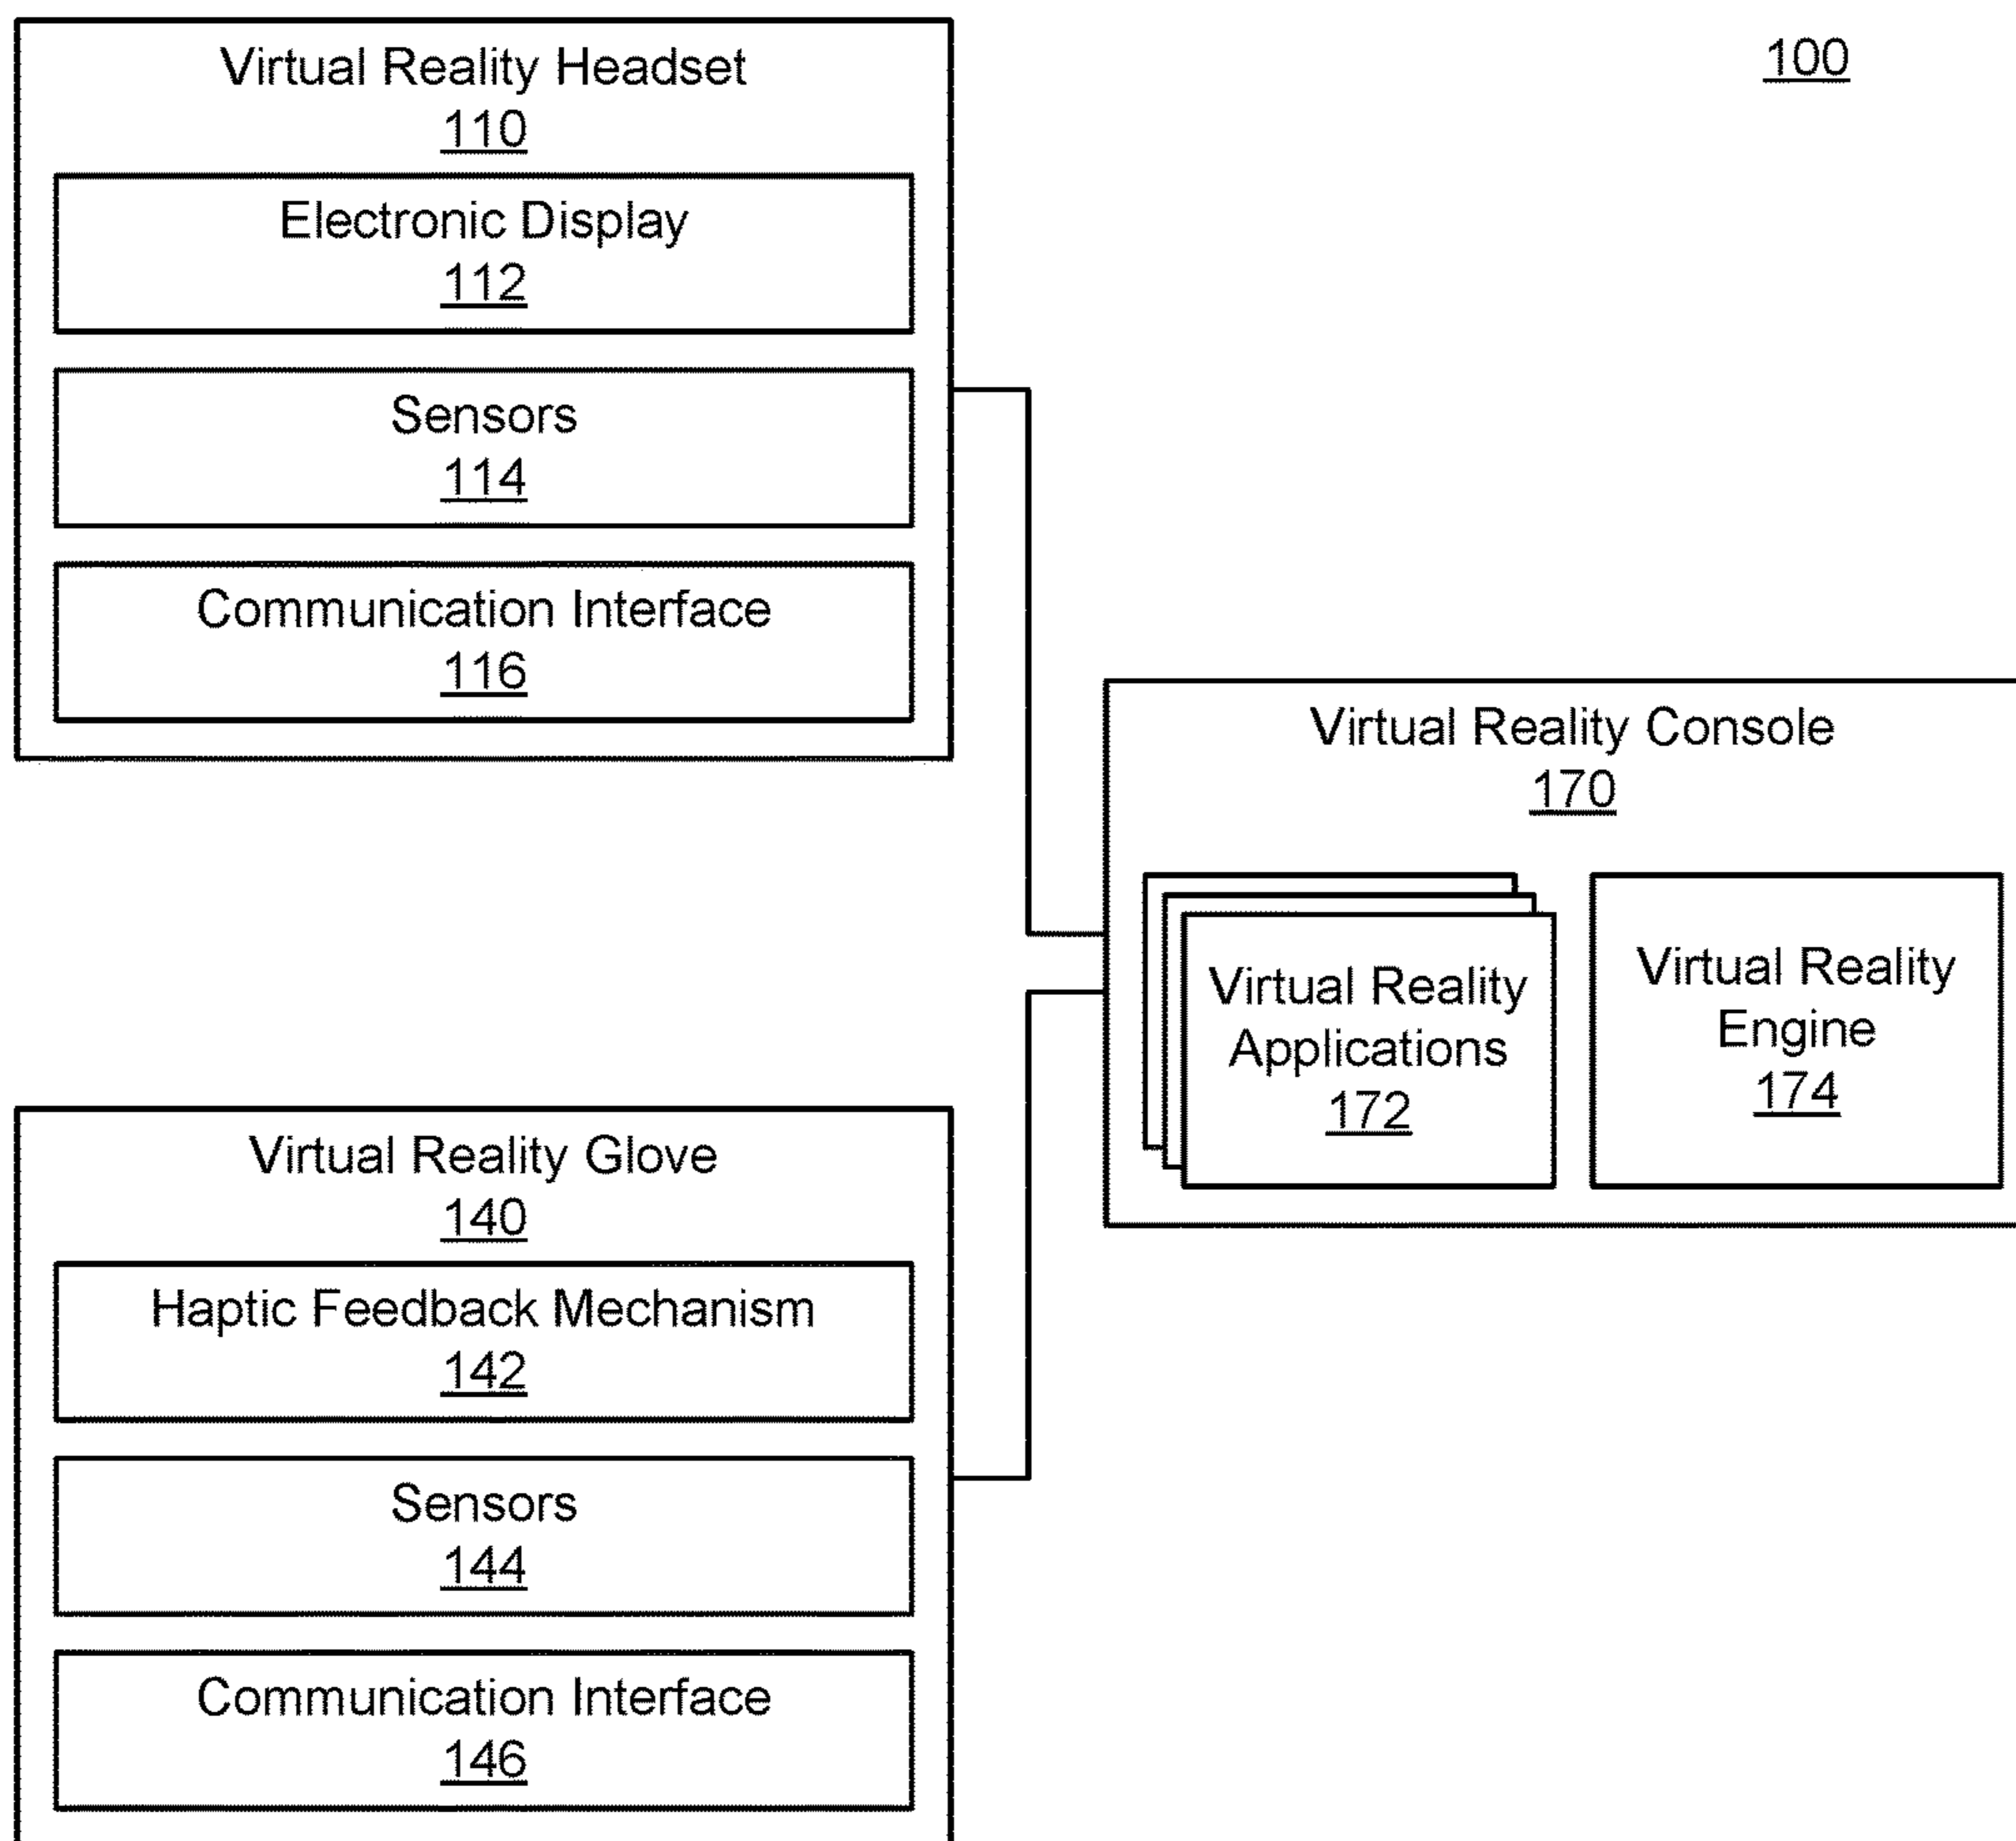 100
Virtual Reality Headset
110
Electronic Display
112
Sensors
114
Communication Interface
116
Virtual Reality Console
170
Virtual Reality
Applications
172
Virtual Reality
Engine
174
Virtual Reality Glove
140
Haptic Feedback Mechanism
142
Sensors
144
Communication Interface
146